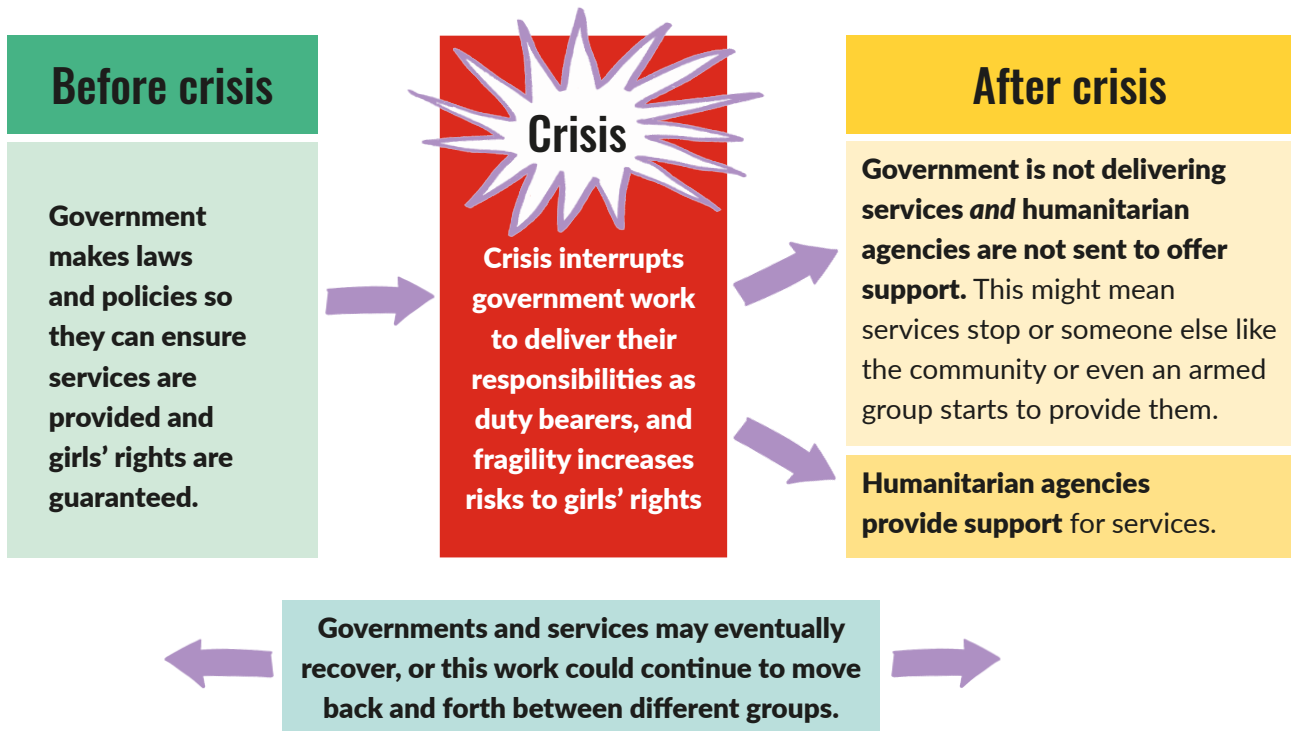 Before crisis
Government
makes laws
and policies so
they can ensure
services are
provided and
girls’ rights are
guaranteed.
Crisis
Crisis interrupts
government work
to deliver their
responsibilities as
duty bearers, and
fragility increases
risks to girls’ rights
After crisis
Government is not delivering
services and humanitarian
agencies are not sent to offer
support. This might mean
services stop or someone else like
the community or even an armed
group starts to provide them.
Humanitarian agencies
provide support for services.
Governments and services may eventually
recover, or this work could continue to move
back and forth between different groups.